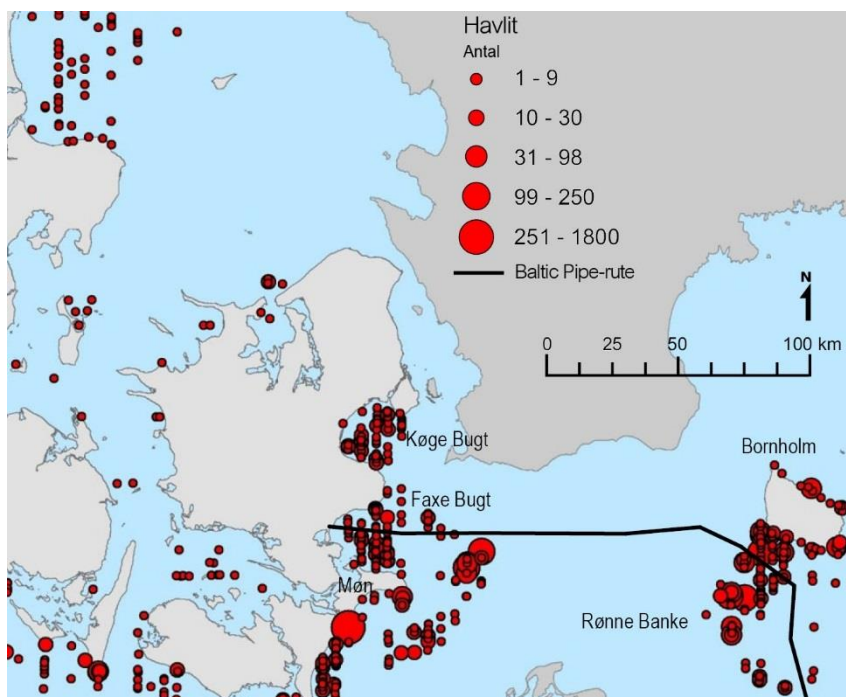 Havlit
Antal
1 - 9
10 - 30
31 - 98
99 - 250
251 - 1800
Baltic Pipe-rute
N
0 25 50 100 km
Køge Bugt
Bornholm
Faxe Bugt
Møn
Rønne Banke